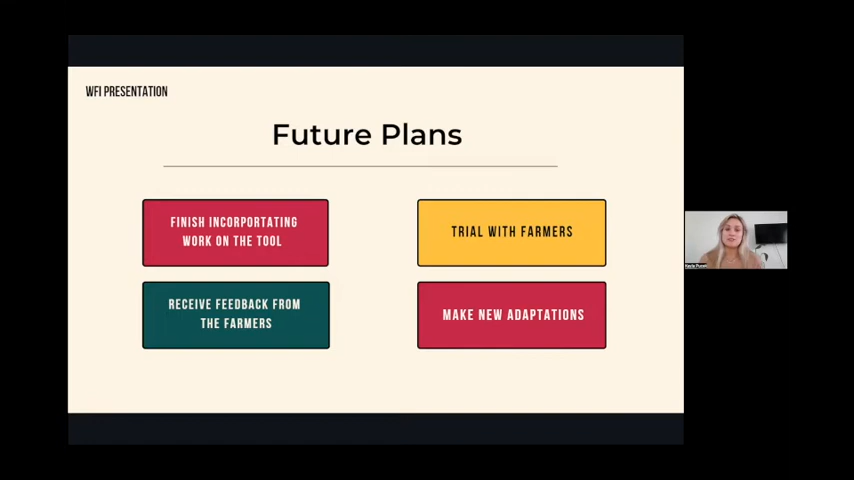 WFI PRESENTATION
Future Plans
FINISH INCORPORTATING
WORK ON THE TOOL
TRIAL WITH FARMERS
RECEIVE FEEDBACK FROM
THE FARMERS
MAKE NEW ADAPTATIONS